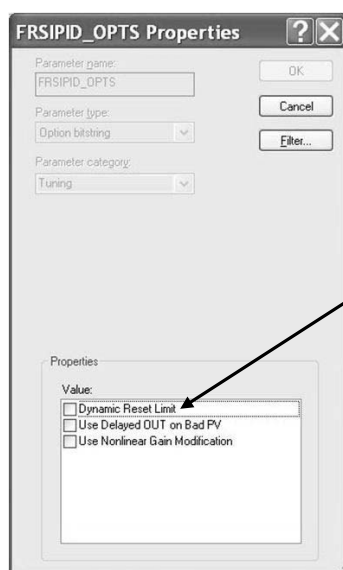 FRSIPID_OPTS Properties
Parameter name:
FRSIPID_OPTS
OK
Parameter type:
Option bitstring
Cancel
Filter...
Parameter category:
Tuning
Properties
Value:
Dynamic Reset Limit
Use Delayed OUT on Bad PV
Use Nonlinear Gain Modification